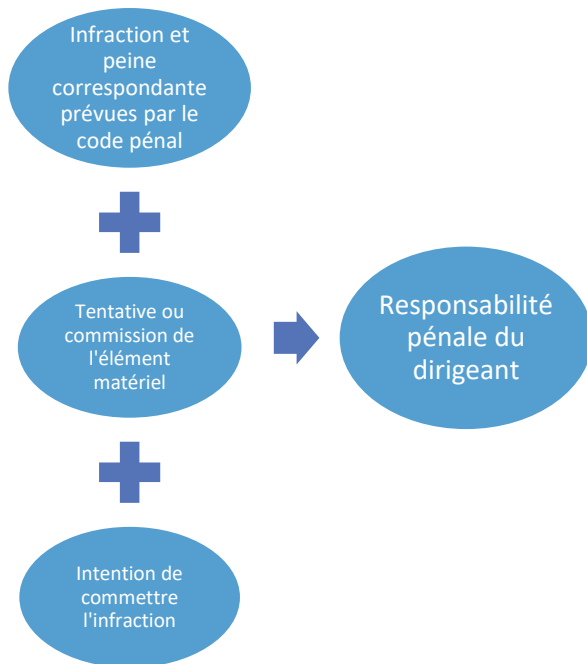 Infraction et
peine
correspondante
prévues par le
code pénal
Tentative ou
commission de
l'élément
matériel
Responsabilité
pénale du
dirigeant
Intention de
commettre
l'infraction